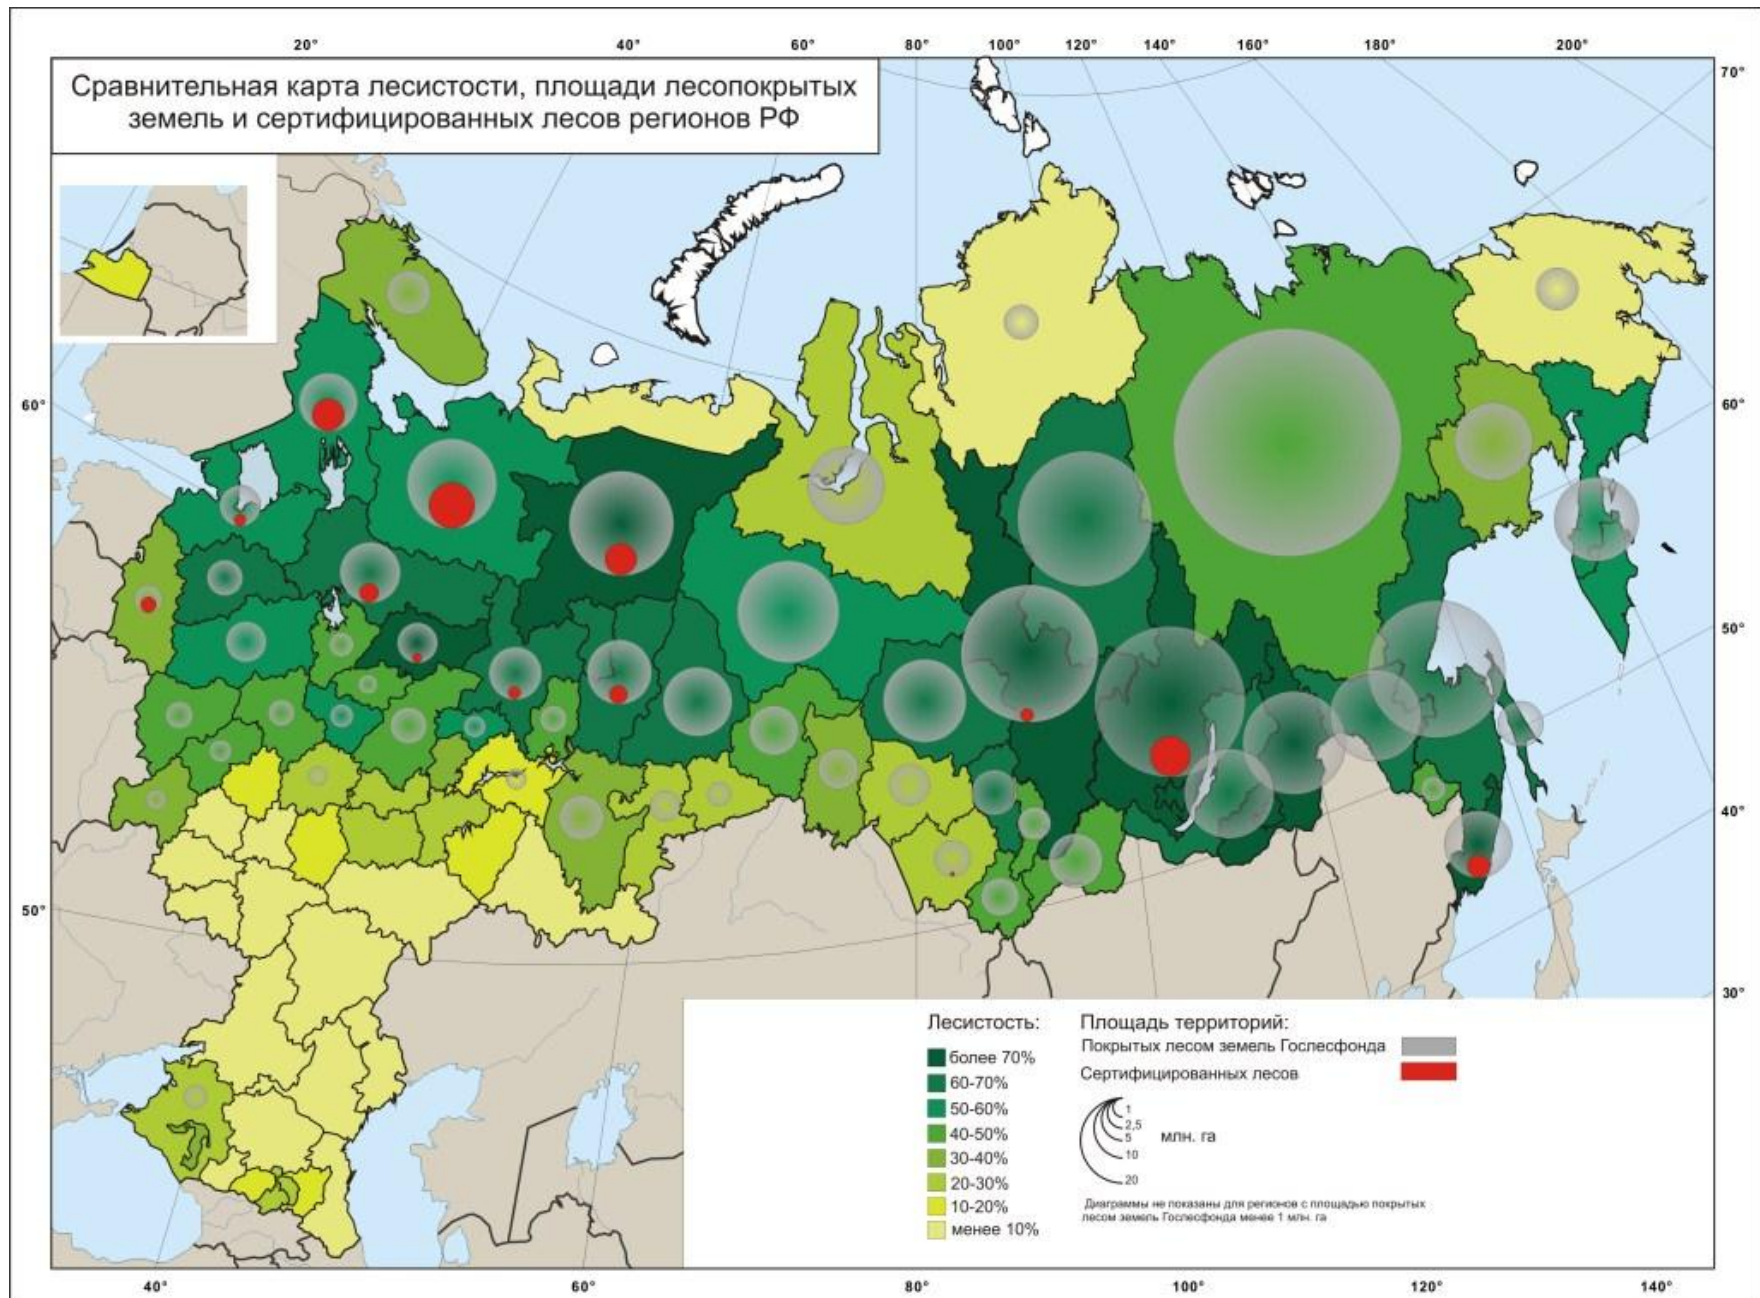 20° 40° 60° 80° 100° 120° 140° 160° 180° 200°
70°
Сравнительная карта лесистости, площади лесопокрытых
земель и сертифицированных лесов регионов РФ
60°
60°
50°
40°
50°
30°
Лесистость:
более 70%
60-70%
50-60%
40-50%
30-40%
20-30%
10-20%
менее 10%
Площадь территорий:
Покрытых лесом земель Гослесфонда
Сертифицированных лесов
1
2,5
5
10
20
млн. га
Диаграммы не показаны для регионов с площадью покрытых
лесом земель Гослесфонда менее 1 млн. га
40° 60° 80° 100° 120° 140°